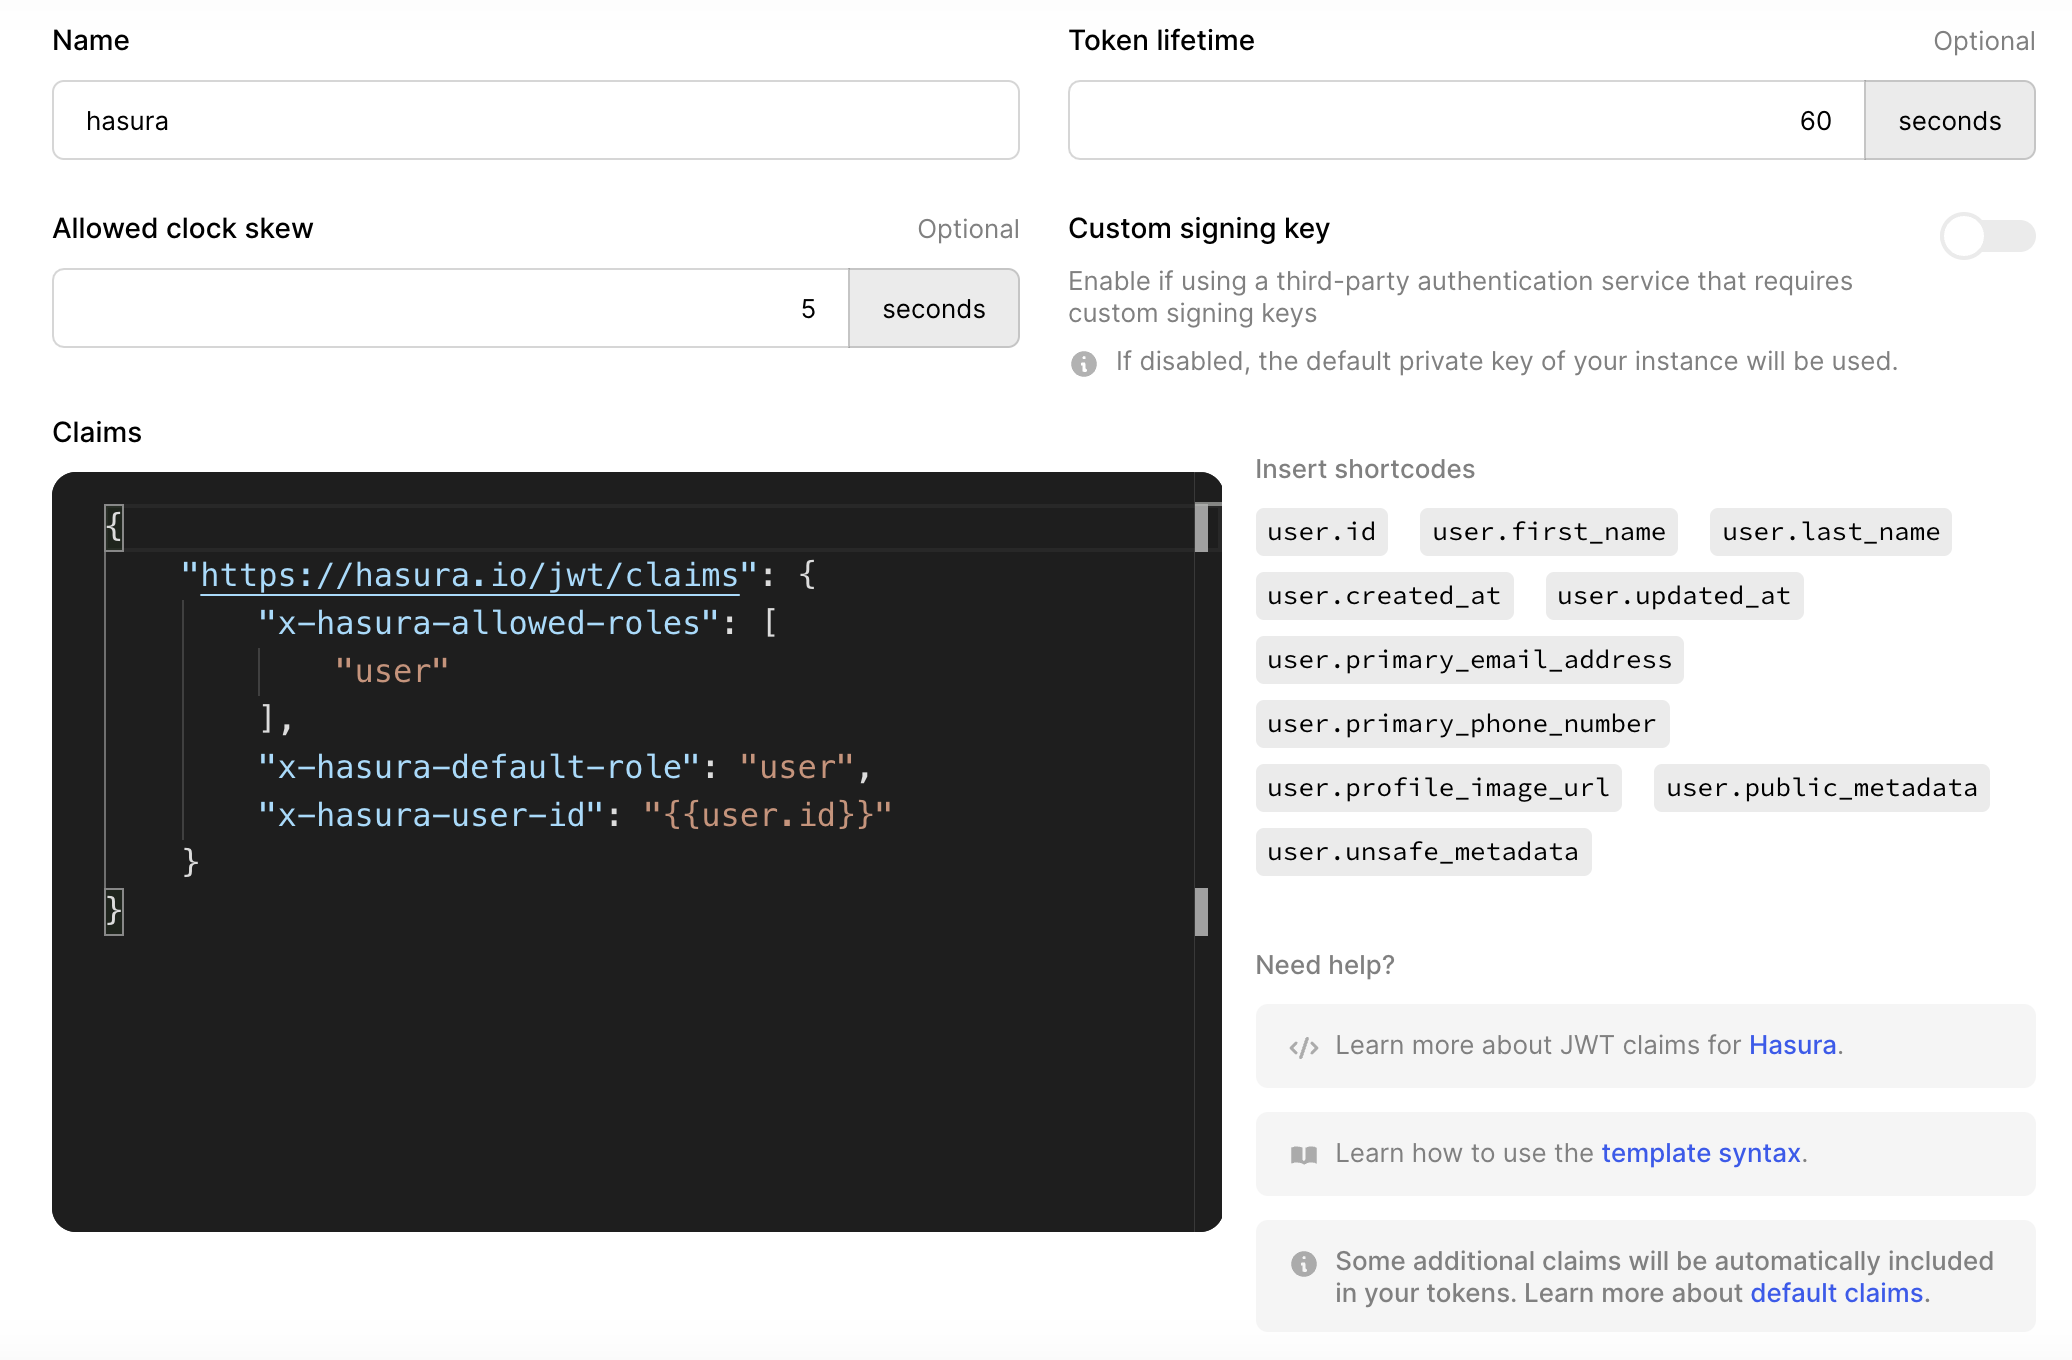 Name
hasura
Token lifetime
Optional
60
seconds
Allowed clock skew
Optional
5
seconds
Custom signing key
Enable if using a third-party authentication service that requires
custom signing keys
If disabled, the default private key of your instance will be used.
Claims
{
"https://hasura.io/jwt/claims": {
"x-hasura-allowed-roles": [
"user"
],
"x-hasura-default-role": "user",
"x-hasura-user-id": "{{user.id}}"
}
}
Insert shortcodes
user.id user.first_name user.last_name
user.created_at user.updated_at
user.primary_email_address
user.primary_phone_number
user.profile_image_url user.public_metadata
user.unsafe_metadata
Need help?
Learn more about JWT claims for Hasura.
Learn how to use the template syntax.
Some additional claims will be automatically included
in your tokens. Learn more about default claims.